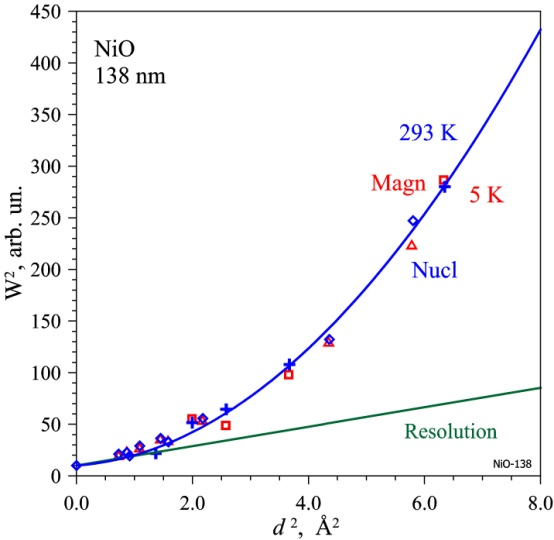 450
NiO
138 nm
400
350
293 K
300
Magn
5 K
250
Nucl
200
150
100
50
Resolution
NiO-138
0
0.0 2.0 4.0 6.0 8.0
W², arb. un.
d ², Å²